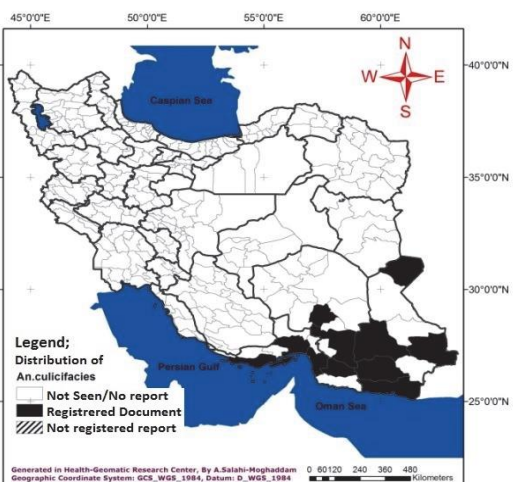 45°0'0"E 50°0'0"E 55°0'0"E 60°0'0"E
N
W E
S
40°0'0"N
Caspian See
35°0'0"N
30°0'0"N
Legend;
Distribution of
An.culicifacies
Not Seen/No report
Registrered Document
Not registered report
Persian Gulf
Oman Sea
25°0'0"N
Generated in Health-Geomatic Research Center, By A.Salahi-Moghaddam
Geographic Coordinate System: GCS_WGS_1984, Datum: D_WGS_1984
0 60 120 240 360 480
Kilometers